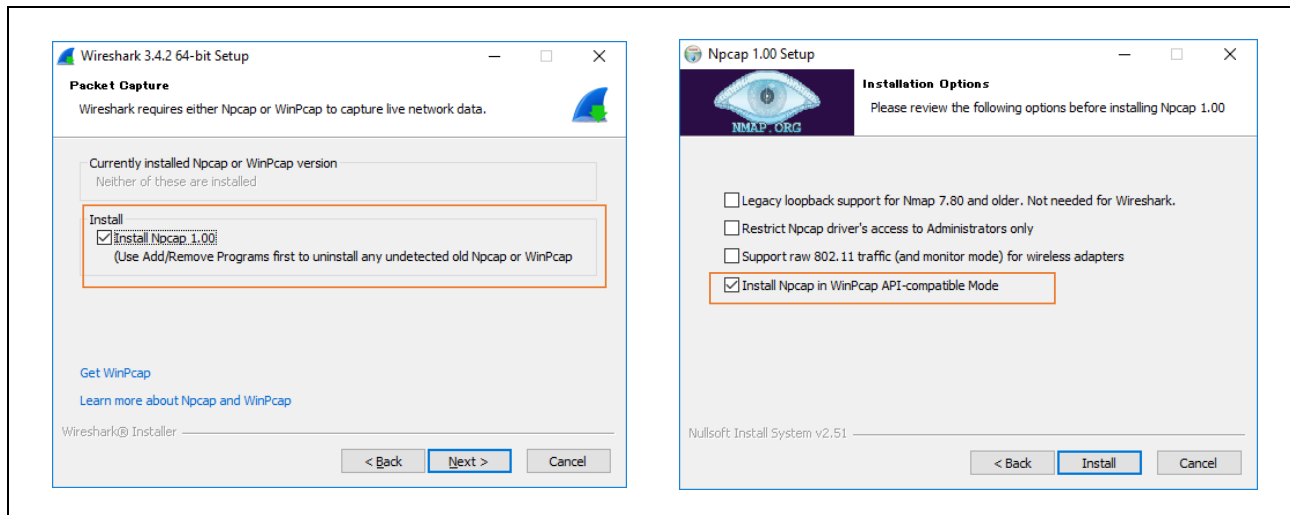 Wireshark 3.4.2 64-bit Setup
Packet Capture
Wireshark requires either Npcap or WinPcap to capture live network data.
Currently installed Npcap or WinPcap version
Neither of these are installed
Install
Install Npcap 1.00
(Use Add/Remove Programs first to uninstall any undetected old Npcap or WinPcap
Get WinPcap
Learn more about Npcap and WinPcap
Wireshark® Installer
< Back
Next >
Cancel
Npcap 1.00 Setup
NMAP.ORG
Installation Options
Please review the following options before installing Npcap 1.00
Legacy loopback support for Nmap 7.80 and older. Not needed for Wireshark.
Restrict Npcap driver's access to Administrators only
Support raw 802.11 traffic (and monitor mode) for wireless adapters
Install Npcap in WinPcap API-compatible Mode
Nullsoft Install System v2.51
< Back
Install
Cancel